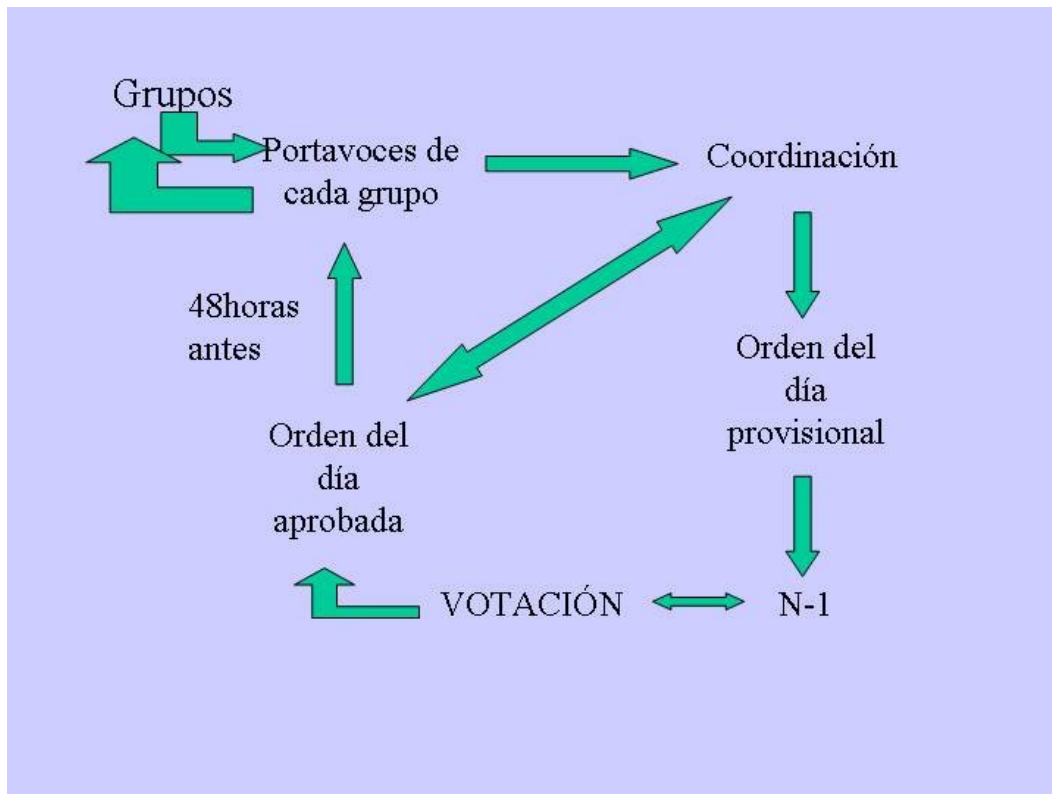 Grupos
Portavoces de
cada grupo
Coordinación
48horas
antes
Orden del
día
provisional
Orden del
día
aprobada
VOTACIÓN
N-1